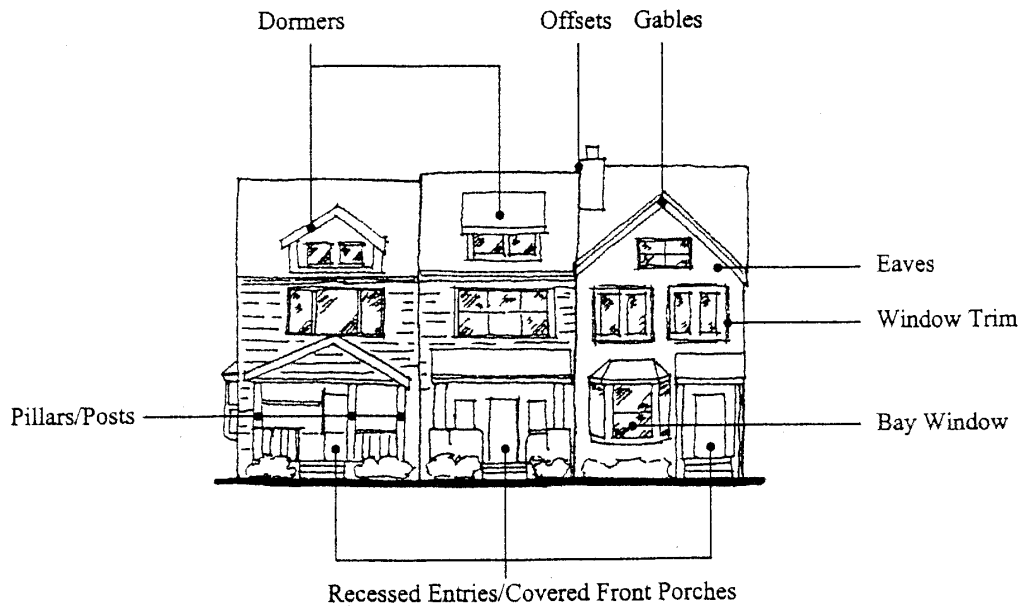 Dormers
Offsets
Gables
Eaves
Window Trim
Pillars/Posts
Bay Window
Recessed Entries/Covered Front Porches